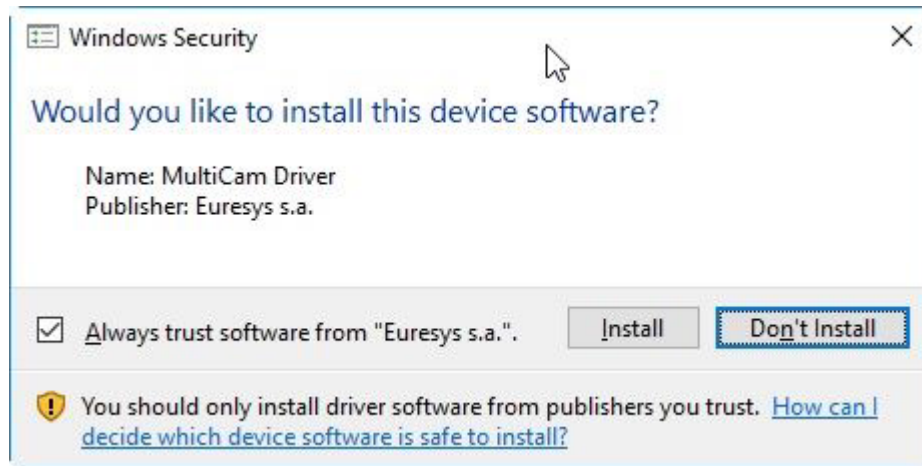 Windows Security
Would you like to install this device software?
Name: MultiCam Driver
Publisher: Euresys s.a.
Always trust software from "Euresys s.a.".
Install
Don't Install
You should only install driver software from publishers you trust. How can I
decide which device software is safe to install?